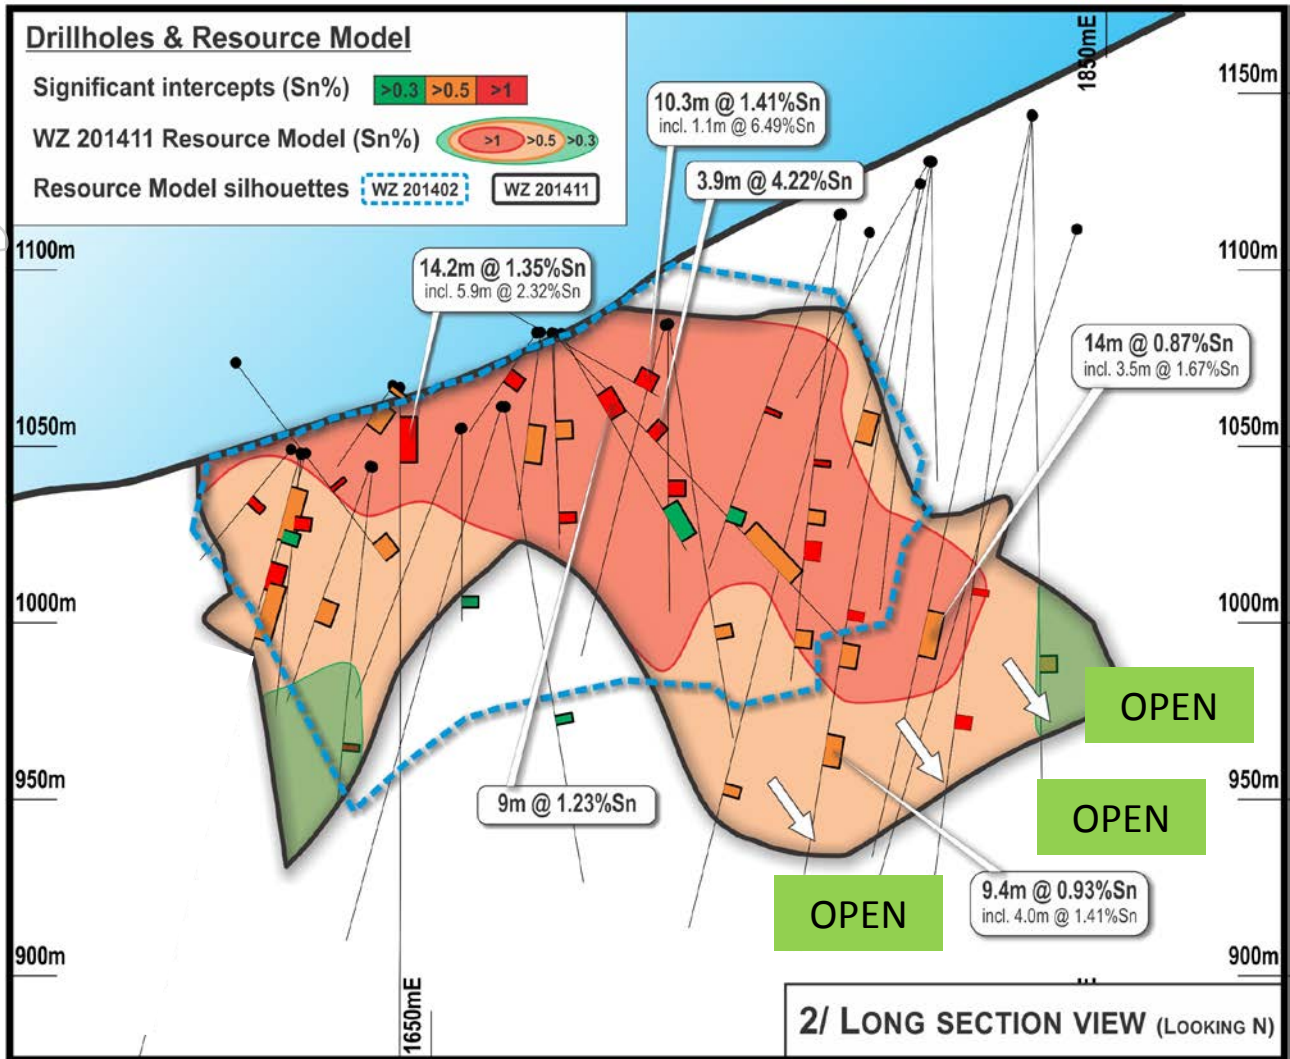 Drillholes & Resource Model
Significant intercepts (Sn%) >0.3 >0.5 >1
WZ 201411 Resource Model (Sn%) >1 >0.5 >0.3
Resource Model silhouettes WZ 201402 WZ 201411
1850mE
1150m
10.3m @ 1.41%Sn
incl. 1.1m @ 6.49%Sn
3.9m @ 4.22%Sn
1100m
1100m
14.2m @ 1.35%Sn
incl. 5.9m @ 2.32%Sn
14m @ 0.87%Sn
incl. 3.5m @ 1.67%Sn
1050m
1050m
1000m
1000m
OPEN
950m
950m
9m @ 1.23%Sn
OPEN
OPEN
9.4m @ 0.93%Sn
incl. 4.0m @ 1.41%Sn
900m
900m
1650mE
2/ LONG SECTION VIEW (LOOKING N)